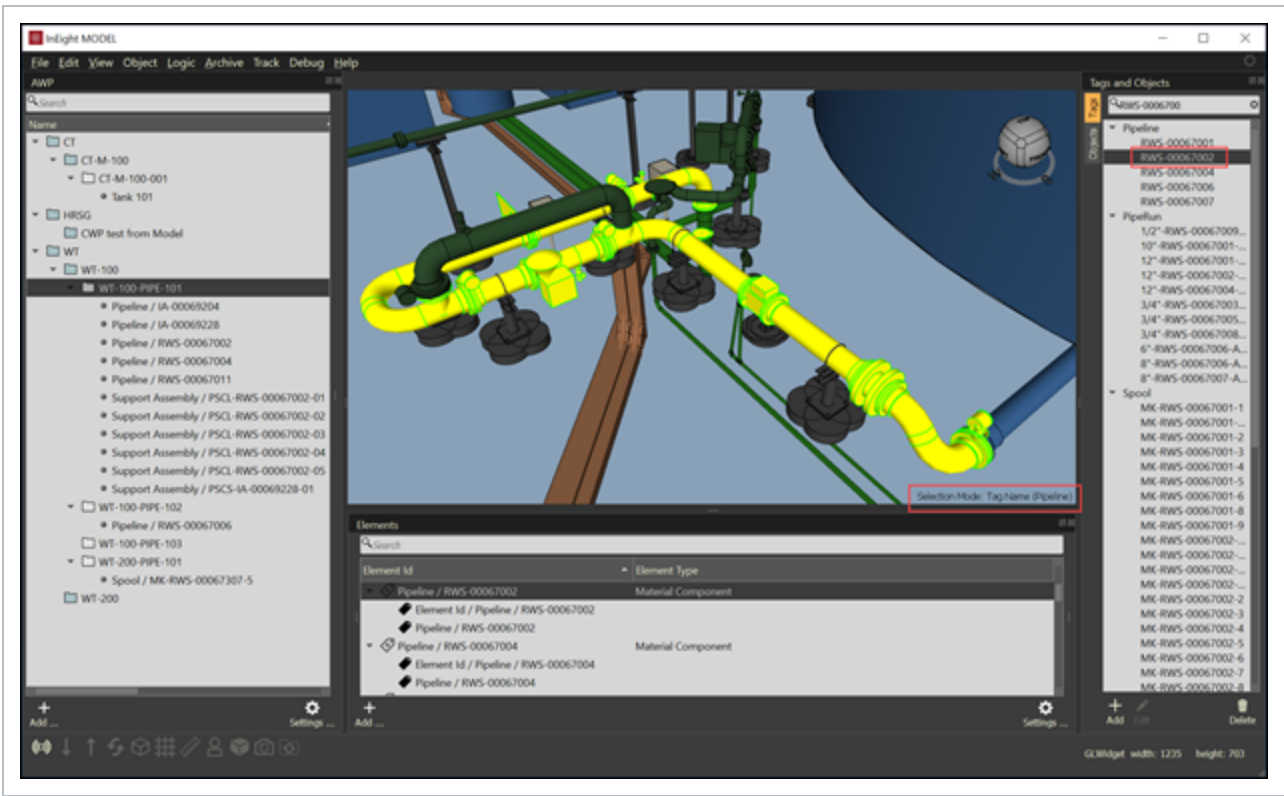 InEight MODEL
File Edit View Object Logic Archive Track Debug Help
AWP
Search
Name
CT
CT-M-100
CT-M-100-001
Tank 101
HRSG
CWP test from Model
WT
WT-100
WT-100-PIPE-101
Pipeline / IA-00069204
Pipeline / IA-00069228
Pipeline / RWS-00067002
Pipeline / RWS-00067004
Pipeline / RWS-00067011
Support Assembly / PSCL-RWS-00067002-01
Support Assembly / PSCL-RWS-00067002-02
Support Assembly / PSCL-RWS-00067002-03
Support Assembly / PSCL-RWS-00067002-04
Support Assembly / PSCL-RWS-00067002-05
Support Assembly / PSCS-IA-00069228-01
WT-100-PIPE-102
Pipeline / RWS-00067006
WT-100-PIPE-103
WT-200-PIPE-101
Spool / MK-RWS-00067307-5
WT-200
Add ...
Settings ...
Selection Mode: Tag Name (Pipeline)
Elements
Search
Element Id Element Type
Pipeline / RWS-00067002 Material Component
Element Id / Pipeline / RWS-00067002
Pipeline / RWS-00067002
Pipeline / RWS-00067004 Material Component
Element Id / Pipeline / RWS-00067004
Pipeline / RWS-00067004
Add ...
Settings ...
Tags and Objects
Tags
Objects
RWS-0006700
Pipeline
RWS-00067001
RWS-00067002
RWS-00067004
RWS-00067006
RWS-00067007
PipeRun
1/2"-RWS-00067009...
10"-RWS-00067001-...
12"-RWS-00067001-...
12"-RWS-00067002-...
12"-RWS-00067004-...
3/4"-RWS-00067003...
3/4"-RWS-00067005...
3/4"-RWS-00067008...
6"-RWS-00067006-A...
8"-RWS-00067006-A...
8"-RWS-00067007-A...
Spool
MK-RWS-00067001-1
MK-RWS-00067001-...
MK-RWS-00067001-2
MK-RWS-00067001-3
MK-RWS-00067001-4
MK-RWS-00067001-5
MK-RWS-00067001-6
MK-RWS-00067001-8
MK-RWS-00067001-9
MK-RWS-00067002-...
MK-RWS-00067002-...
MK-RWS-00067002-...
MK-RWS-00067002-...
MK-RWS-00067002-2
MK-RWS-00067002-3
MK-RWS-00067002-4
MK-RWS-00067002-5
MK-RWS-00067002-6
MK-RWS-00067002-7
MK-RWS-00067002-8
Add Edit Delete
GLWidget width: 1235 height: 703